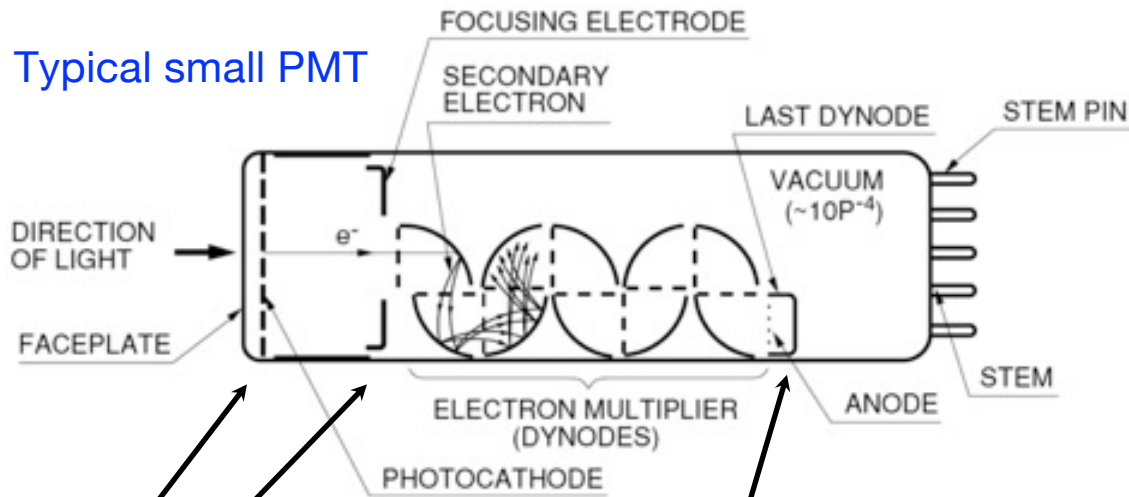 Typical small PMT
FOCUSING ELECTRODE
SECONDARY
ELECTRON
LAST DYNODE
STEM PIN
VACUUM
(~10P⁻⁴)
DIRECTION
OF LIGHT
e⁻
FACEPLATE
STEM
ELECTRON MULTIPLIER
(DYNODES)
ANODE
PHOTOCATHODE